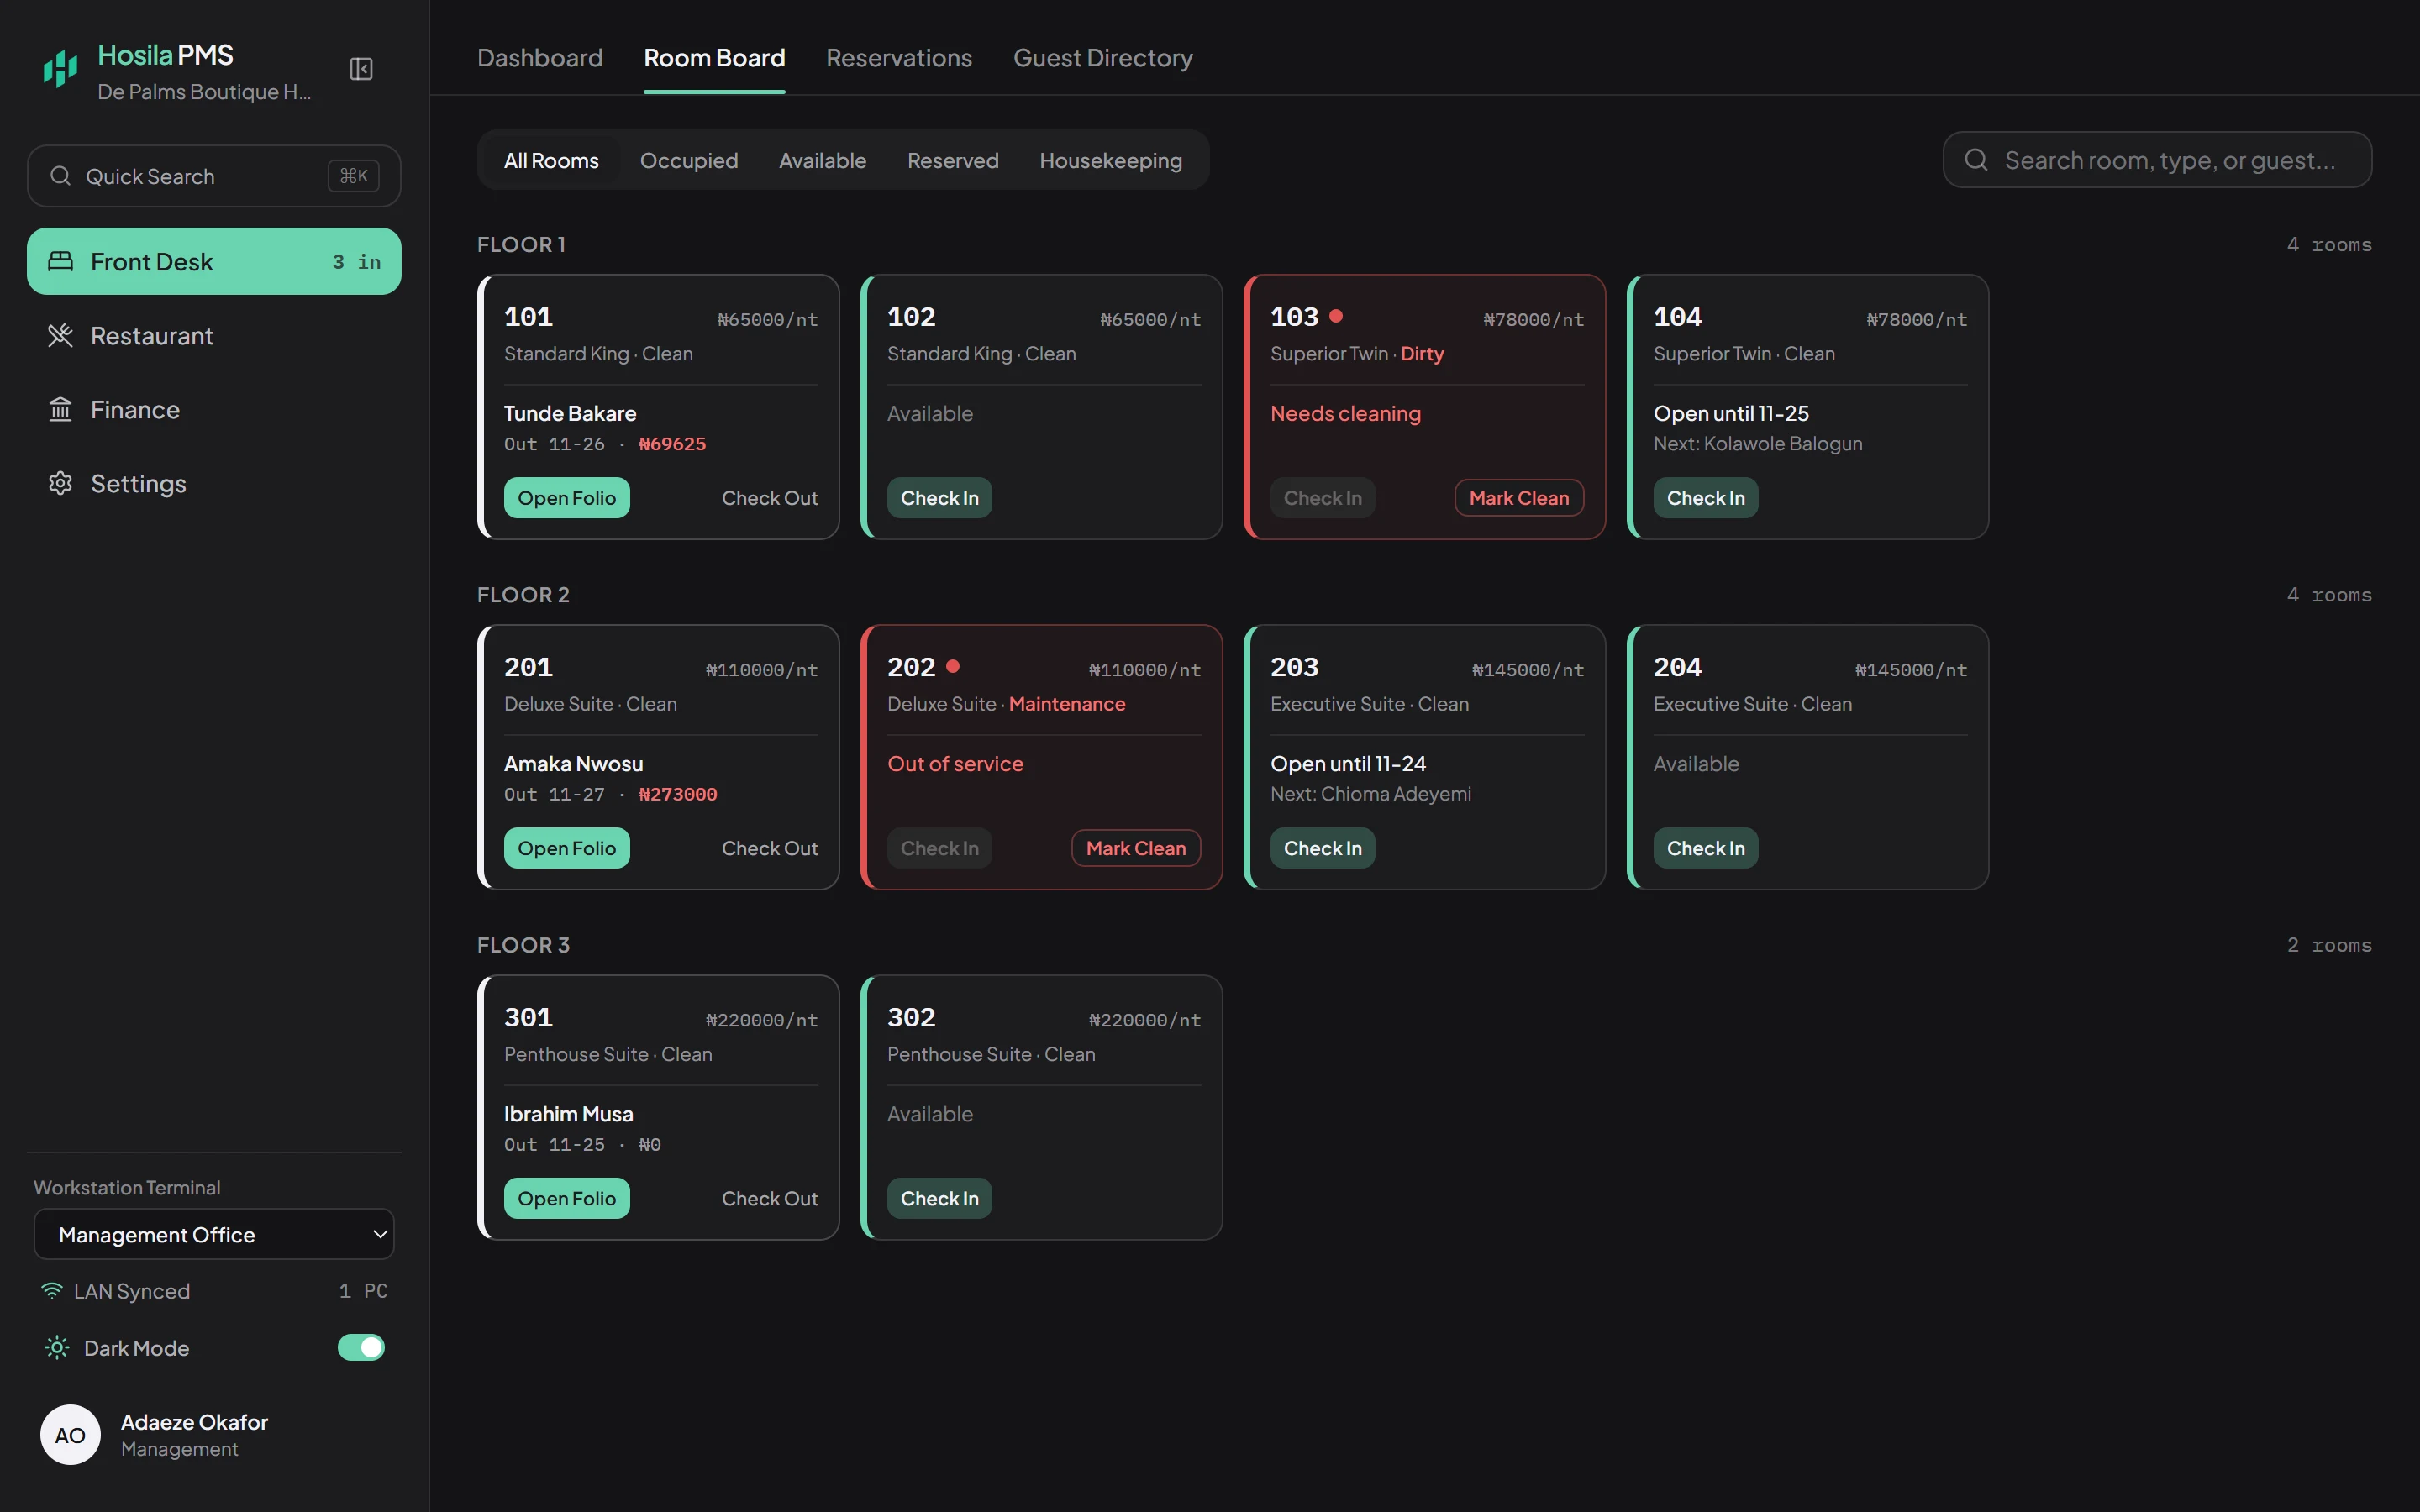 Hosila PMS
De Palms Boutique H...
Quick Search ⌘K
Front Desk 3 in
Restaurant
Finance
Settings
Workstation Terminal
Management Office
LAN Synced 1 PC
Dark Mode
AO
Adaeze Okafor
Management
Dashboard Room Board Reservations Guest Directory
All Rooms Occupied Available Reserved Housekeeping
Search room, type, or guest...
FLOOR 1 4 rooms
101 ₦65000/nt
Standard King · Clean
Tunde Bakare
Out 11-26 · ₦69625
Open Folio Check Out
102 ₦65000/nt
Standard King · Clean
Available
Check In
103 ₦78000/nt
Superior Twin · Dirty
Needs cleaning
Check In Mark Clean
104 ₦78000/nt
Superior Twin · Clean
Open until 11-25
Next: Kolawole Balogun
Check In
FLOOR 2 4 rooms
201 ₦110000/nt
Deluxe Suite · Clean
Amaka Nwosu
Out 11-27 · ₦273000
Open Folio Check Out
202 ₦110000/nt
Deluxe Suite · Maintenance
Out of service
Check In Mark Clean
203 ₦145000/nt
Executive Suite · Clean
Open until 11-24
Next: Chioma Adeyemi
Check In
204 ₦145000/nt
Executive Suite · Clean
Available
Check In
FLOOR 3 2 rooms
301 ₦220000/nt
Penthouse Suite · Clean
Ibrahim Musa
Out 11-25 · ₦0
Open Folio Check Out
302 ₦220000/nt
Penthouse Suite · Clean
Available
Check In